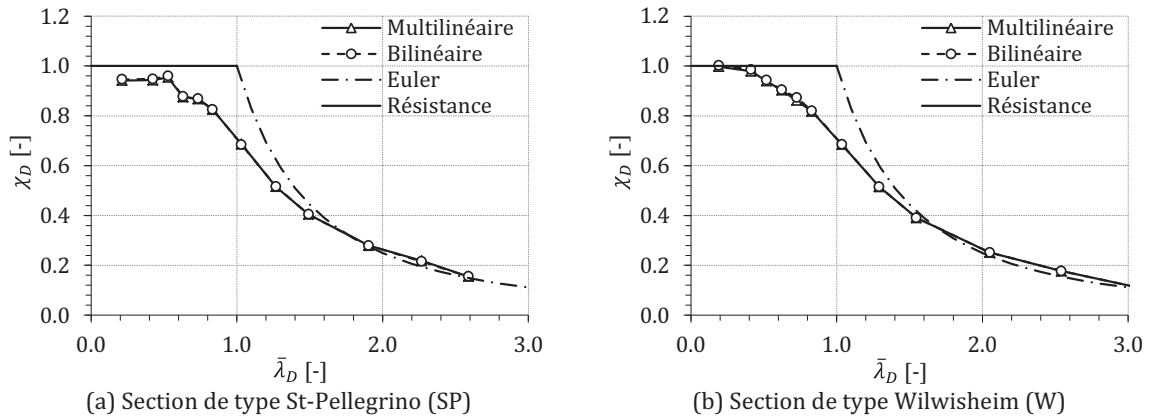 1.2
1.0
0.8
0.6
0.4
0.2
0.0
χD [-]
Multilinéaire
Bilinéaire
Euler
Résistance
0.0 1.0 2.0 3.0
λ̄D [-]
(a) Section de type St-Pellegrino (SP)
1.2
1.0
0.8
0.6
0.4
0.2
0.0
χD [-]
Multilinéaire
Bilinéaire
Euler
Résistance
0.0 1.0 2.0 3.0
λ̄D [-]
(b) Section de type Wilwisheim (W)